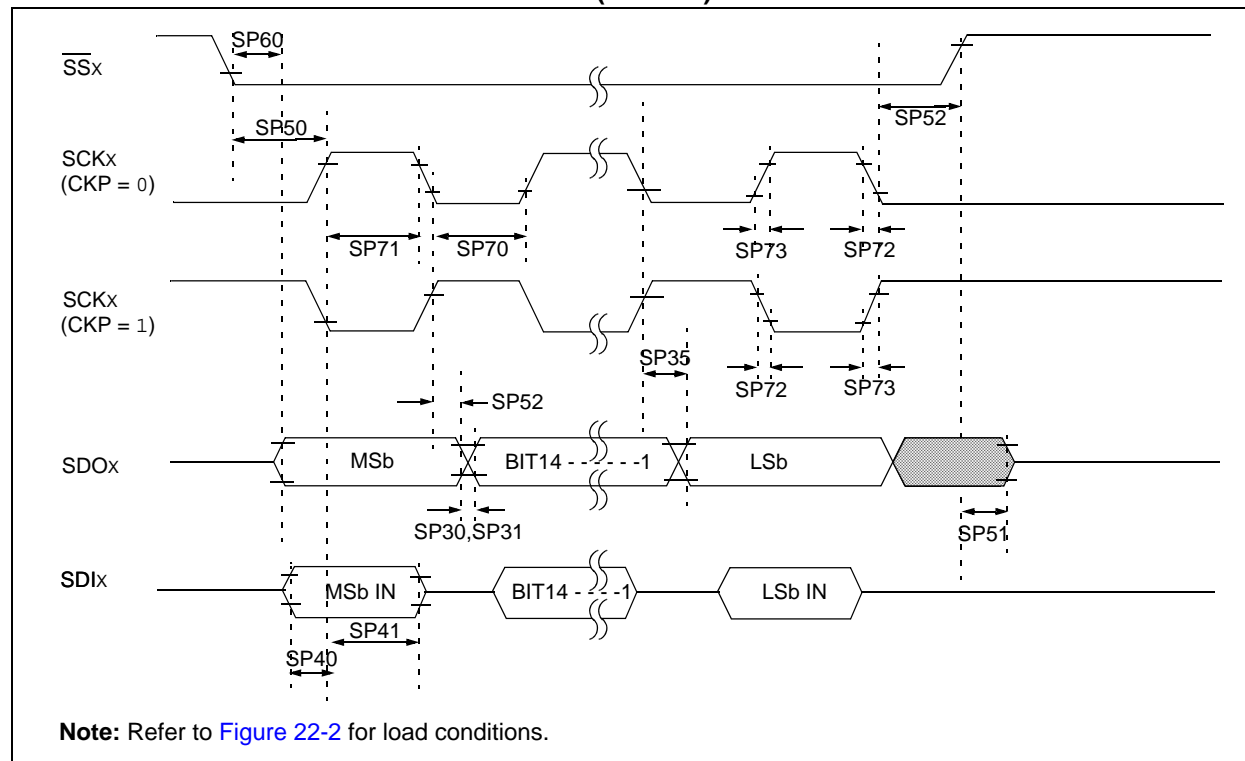 SP60
SSX
SP50
SP52
SCKX
(CKP = 0)
SP71
SP70
SP73
SP72
SCKX
(CKP = 1)
SP35
SP72
SP73
SP52
SDOX
MSb
BIT14 - - - - - -1
LSb
SP30,SP31
SP51
SDIX
MSb IN
BIT14 - - - -1
LSb IN
SP41
SP40
Note: Refer to Figure 22-2 for load conditions.